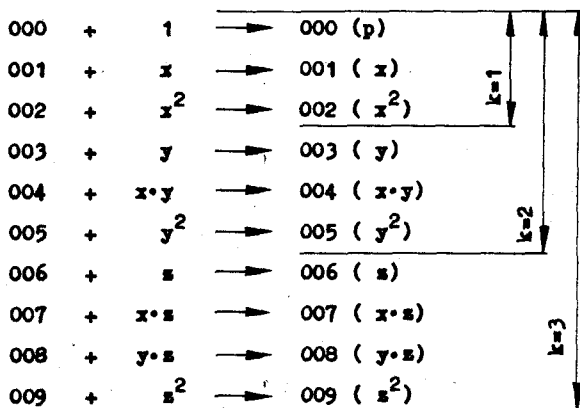 000 + 1 → 000 (p)
001 + x → 001 ( x)
002 + x² → 002 ( x²)
003 + y → 003 ( y)
004 + x·y → 004 ( x·y)
005 + y² → 005 ( y²)
006 + z → 006 ( z)
007 + x·z → 007 ( x·z)
008 + y·z → 008 ( y·z)
009 + z² → 009 ( z²)
k=1
k=2
k=3